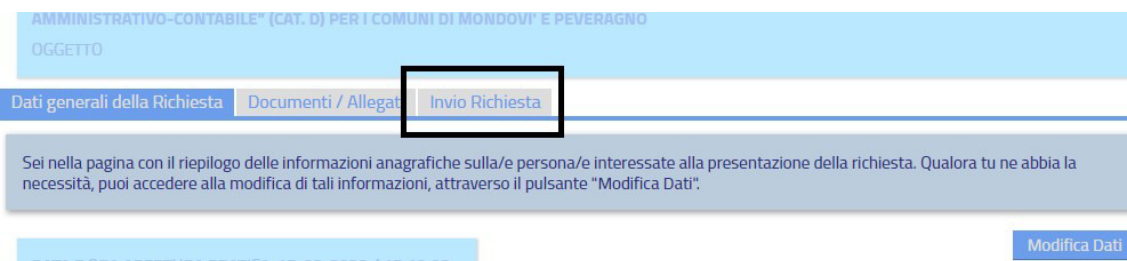 AMMINISTRATIVO-CONTABILE" (CAT. D) PER I COMUNI DI MONDOVI' E PEVERAGNO
OGGETTO
Dati generali della Richiesta Documenti / Allegat Invio Richiesta
Sei nella pagina con il riepilogo delle informazioni anagrafiche sulla/e persona/e interessate alla presentazione della richiesta. Qualora tu ne abbia la
necessità, puoi accedere alla modifica di tali informazioni, attraverso il pulsante "Modifica Dati".
Modifica Dati